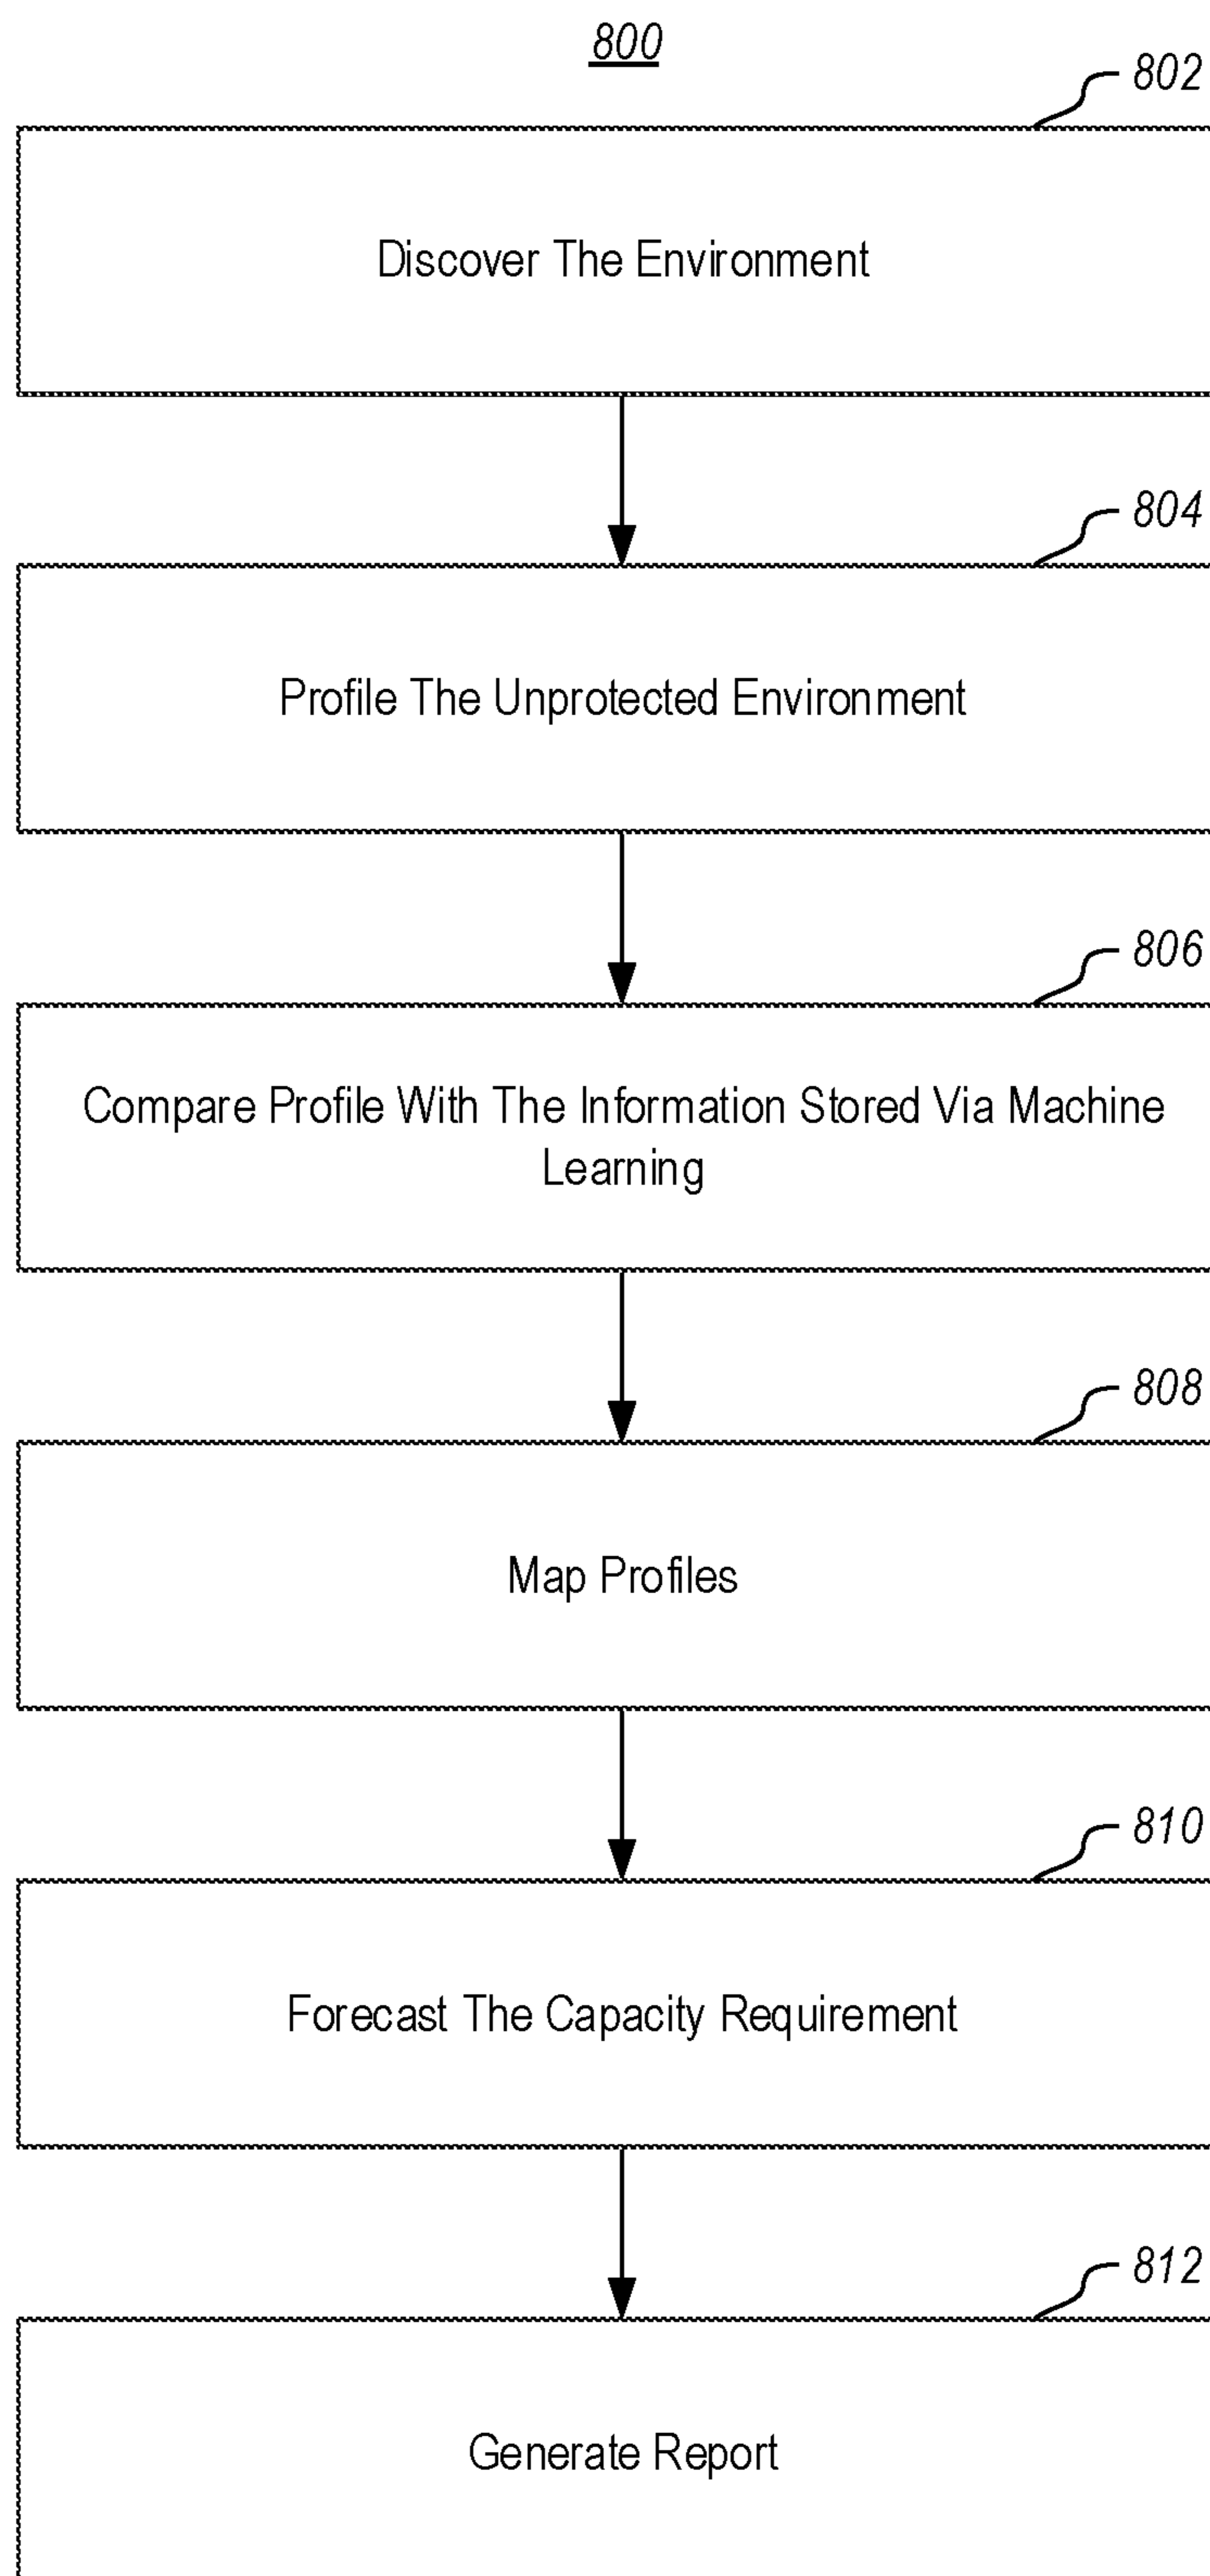 800
802
Discover The Environment
804
Profile The Unprotected Environment
806
Compare Profile With The Information Stored Via Machine
Learning
808
Map Profiles
810
Forecast The Capacity Requirement
812
Generate Report